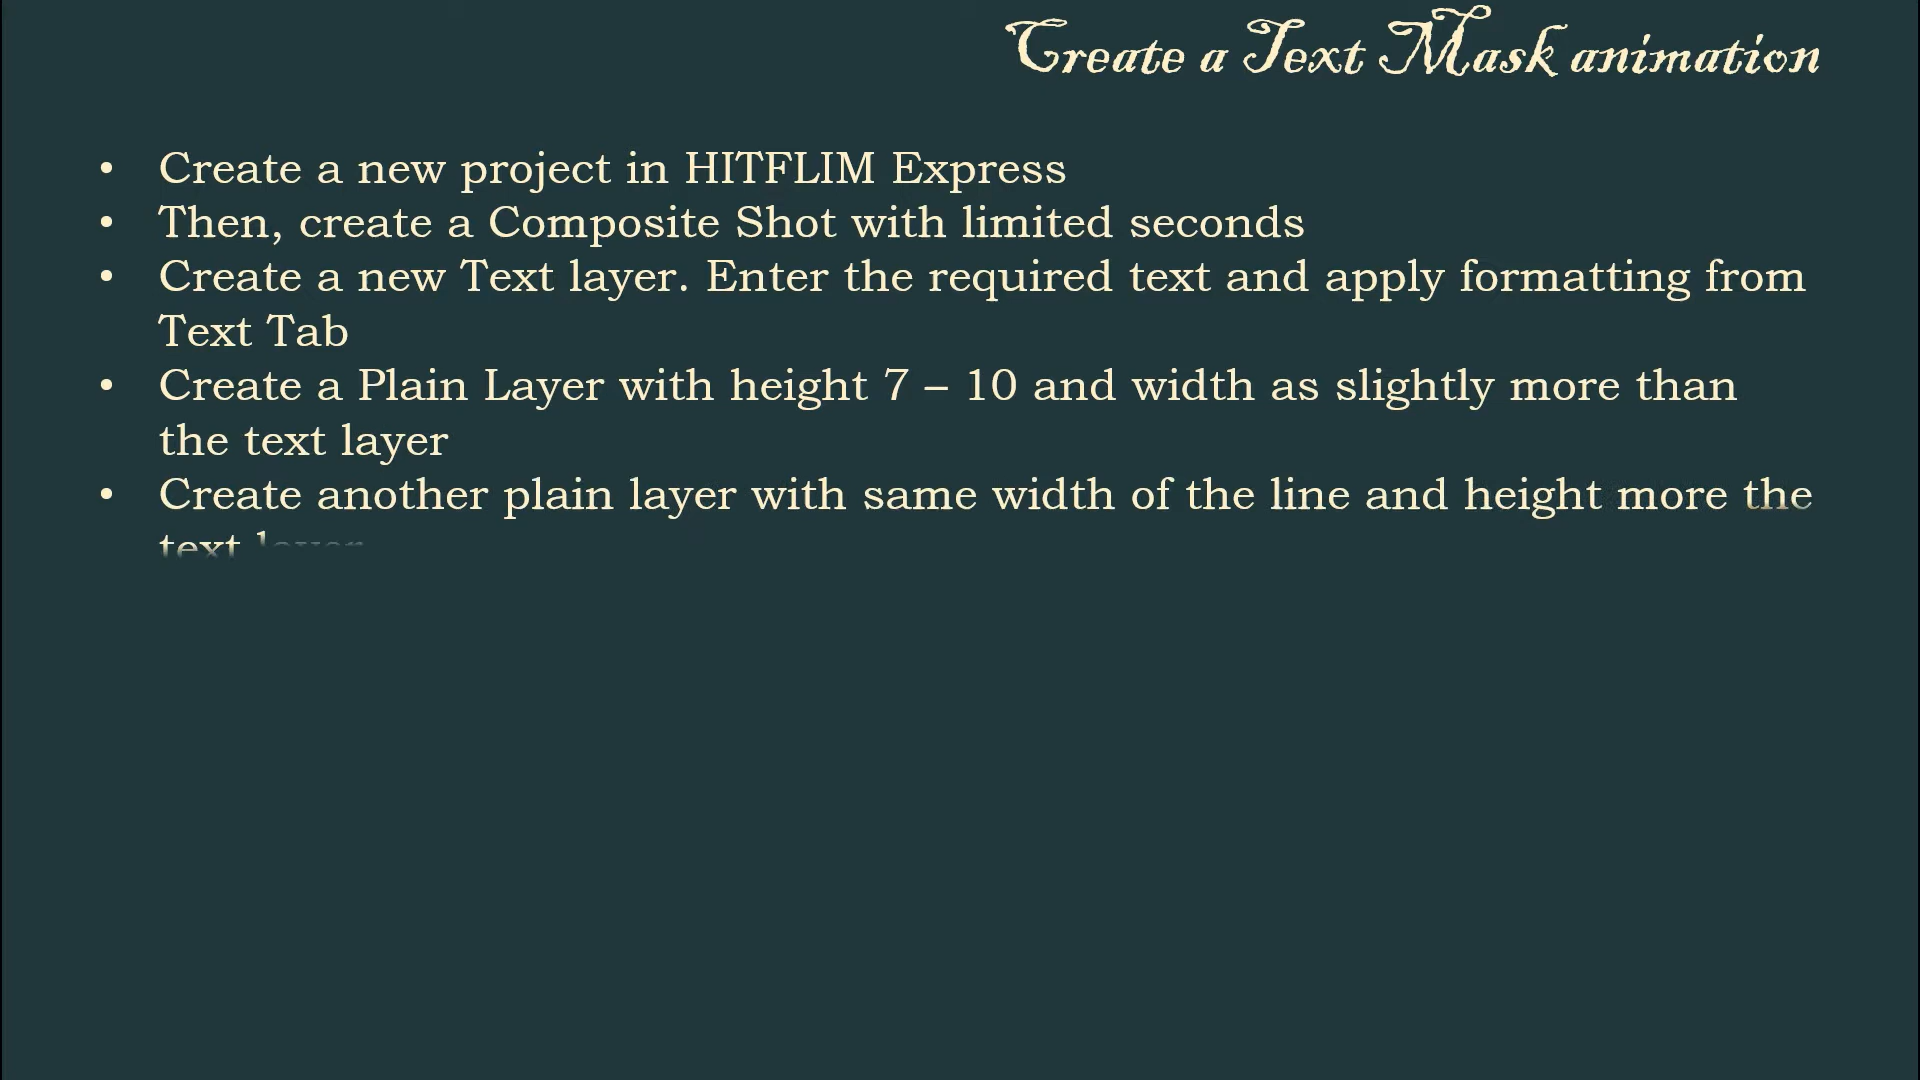 Create a Text Mask animation
• Create a new project in HITFLIM Express
• Then, create a Composite Shot with limited seconds
• Create a new Text layer. Enter the required text and apply formatting from
Text Tab
• Create a Plain Layer with height 7 – 10 and width as slightly more than
the text layer
• Create another plain layer with same width of the line and height more the
text layer